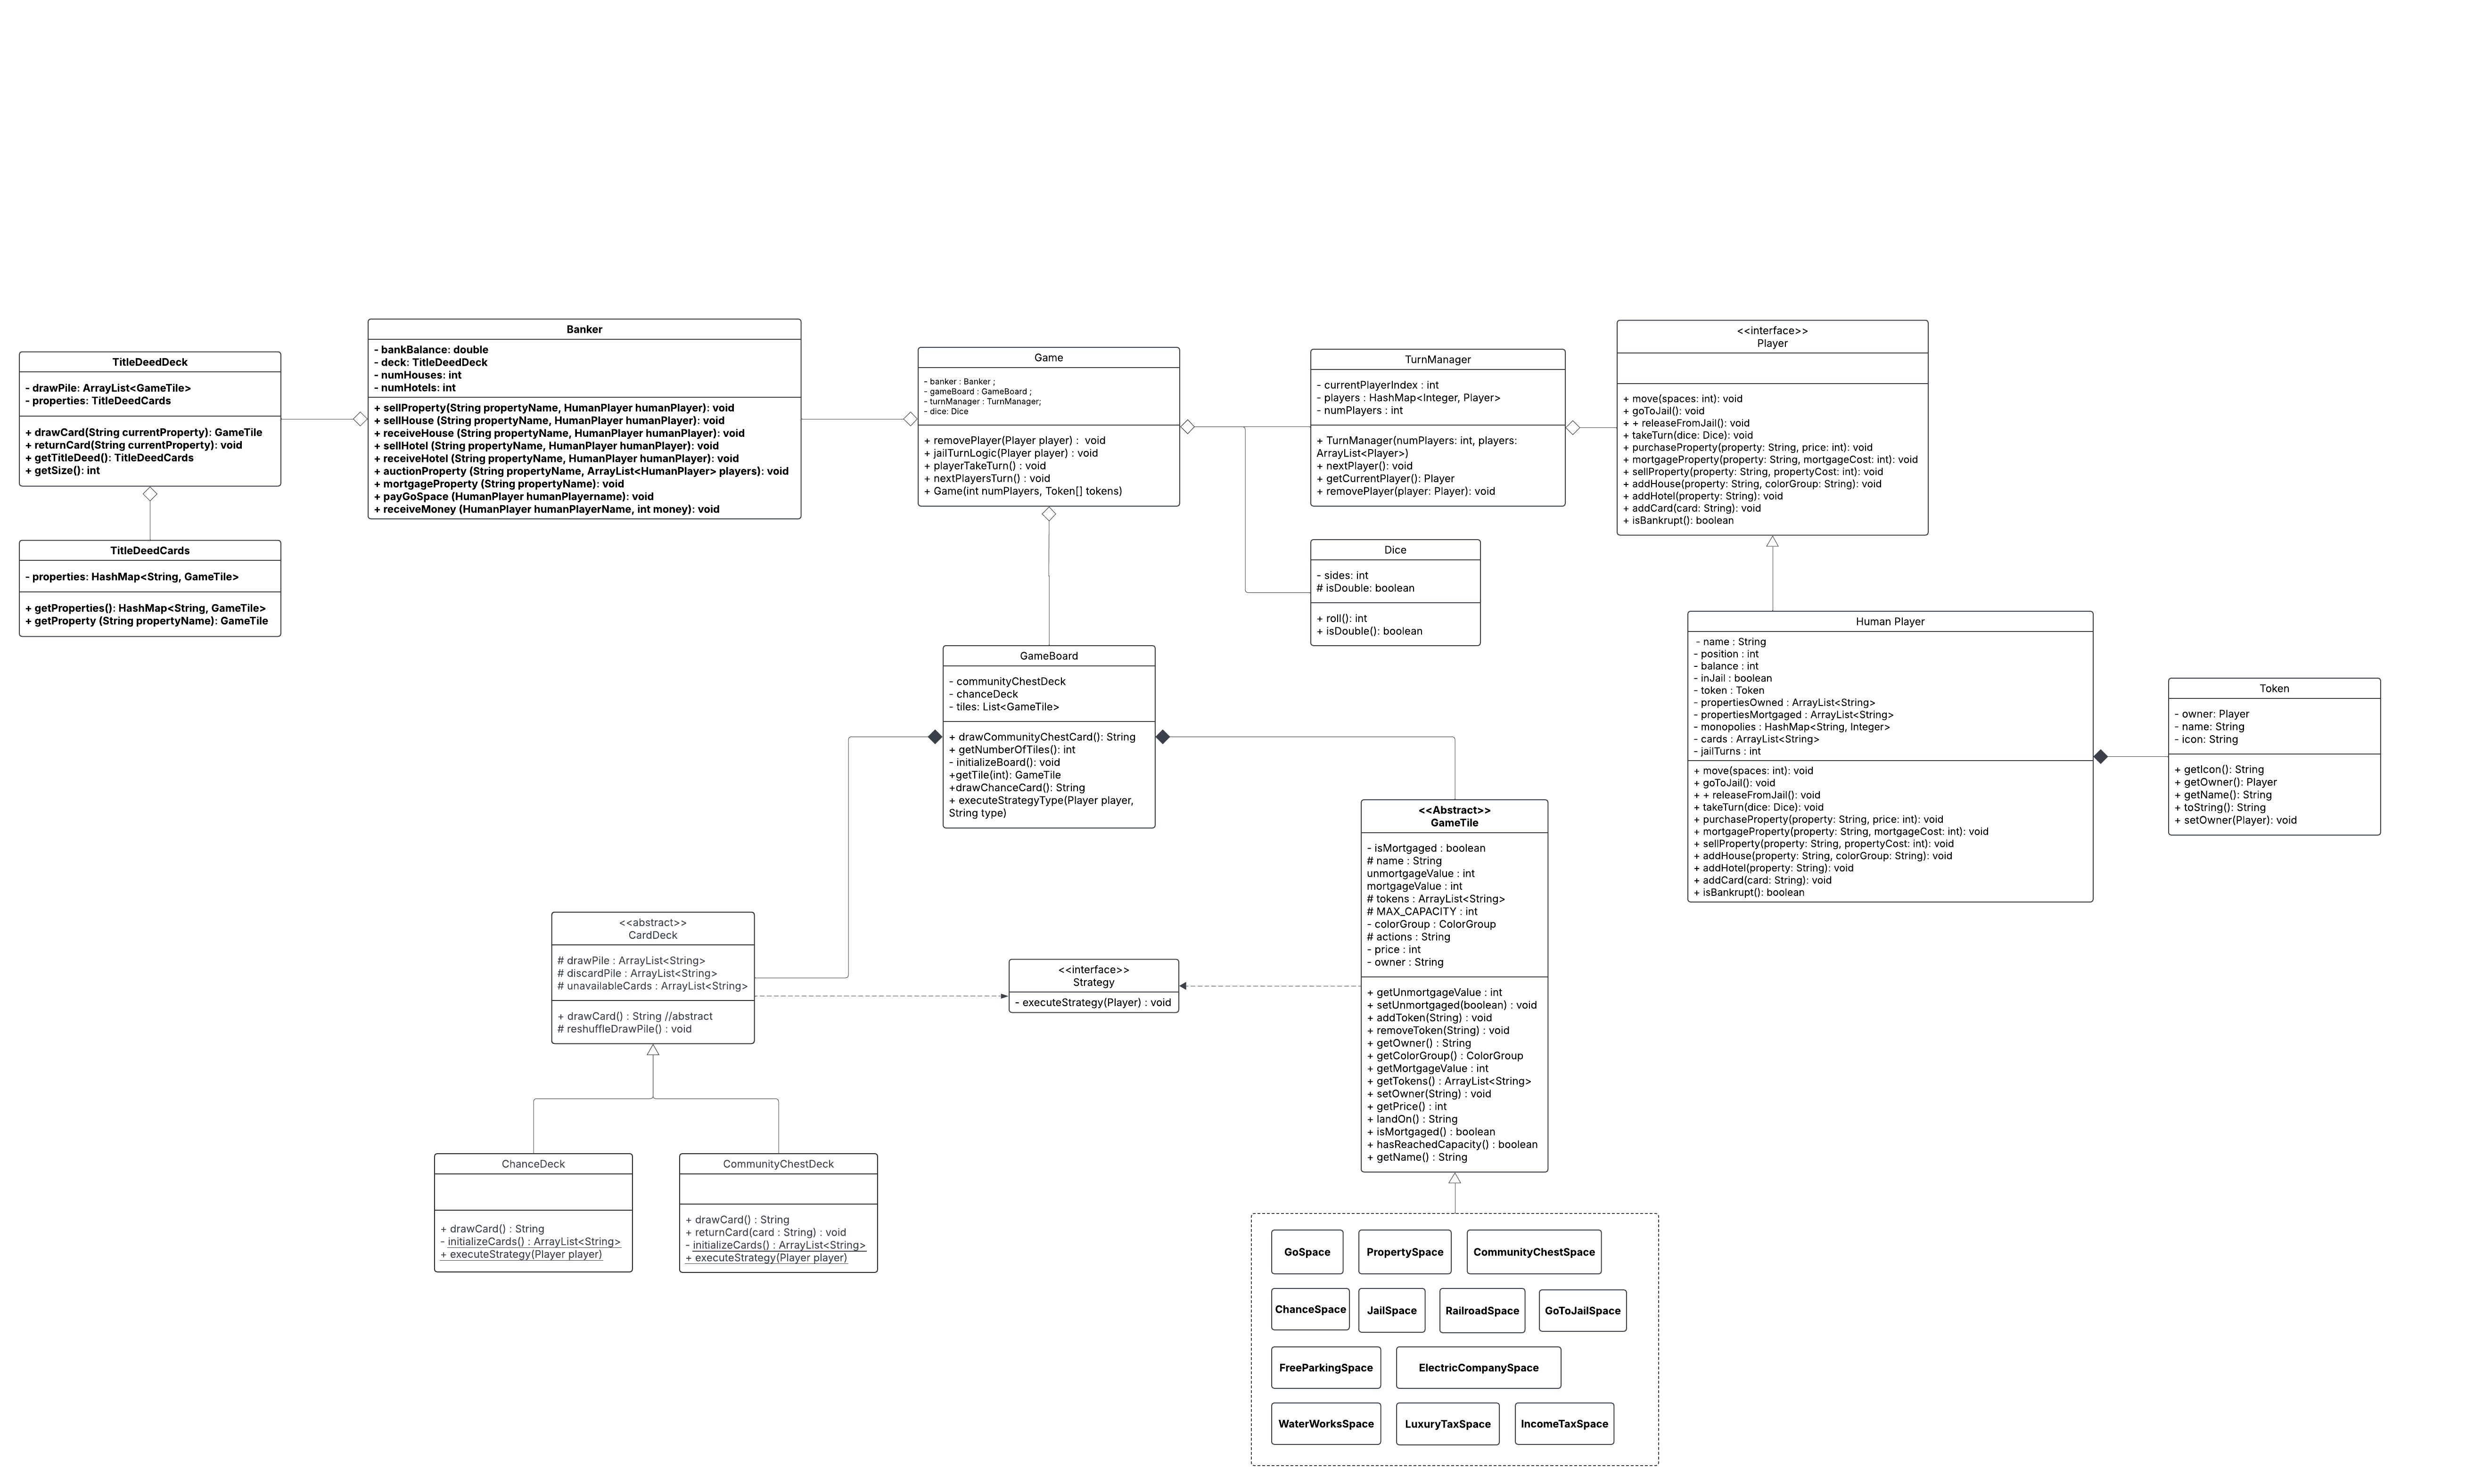 TitleDeedDeck
- drawPile: ArrayList<GameTile>
- properties: TitleDeedCards
+ drawCard(String currentProperty): GameTile
+ returnCard(String currentProperty): void
+ getTitleDeed(): TitleDeedCards
+ getSize(): int
TitleDeedCards
- properties: HashMap<String, GameTile>
+ getProperties(): HashMap<String, GameTile>
+ getProperty (String propertyName): GameTile
Banker
- bankBalance: double
- deck: TitleDeedDeck
- numHouses: int
- numHotels: int
+ sellProperty(String propertyName, HumanPlayer humanPlayer): void
+ sellHouse (String propertyName, HumanPlayer humanPlayer): void
+ receiveHouse (String propertyName, HumanPlayer humanPlayer): void
+ sellHotel (String propertyName, HumanPlayer humanPlayer): void
+ receiveHotel (String propertyName, HumanPlayer humanPlayer): void
+ auctionProperty (String propertyName, ArrayList<HumanPlayer> players): void
+ mortgageProperty (String propertyName): void
+ payGoSpace (HumanPlayer humanPlayername): void
+ receiveMoney (HumanPlayer humanPlayerName, int money): void
Game
- banker : Banker ;
- gameBoard : GameBoard ;
- turnManager : TurnManager;
- dice: Dice
+ removePlayer(Player player) : void
+ jailTurnLogic(Player player) : void
+ playerTakeTurn() : void
+ nextPlayersTurn() : void
+ Game(int numPlayers, Token[] tokens)
TurnManager
- currentPlayerIndex : int
- players : HashMap<Integer, Player>
- numPlayers : int
+ TurnManager(numPlayers: int, players:
ArrayList<Player>)
+ nextPlayer(): void
+ getCurrentPlayer(): Player
+ removePlayer(player: Player): void
<<interface>>
Player
+ move(spaces: int): void
+ goToJail(): void
+ + releaseFromJail(): void
+ takeTurn(dice: Dice): void
+ purchaseProperty(property: String, price: int): void
+ mortgageProperty(property: String, mortgageCost: int): void
+ sellProperty(property: String, propertyCost: int): void
+ addHouse(property: String, colorGroup: String): void
+ addHotel(property: String): void
+ addCard(card: String): void
+ isBankrupt(): boolean
Dice
- sides: int
# isDouble: boolean
+ roll(): int
+ isDouble(): boolean
Human Player
- name : String
- position : int
- balance : int
- inJail : boolean
- token : Token
- propertiesOwned : ArrayList<String>
- propertiesMortgaged : ArrayList<String>
- monopolies : HashMap<String, Integer>
- cards : ArrayList<String>
- jailTurns : int
+ move(spaces: int): void
+ goToJail(): void
+ + releaseFromJail(): void
+ takeTurn(dice: Dice): void
+ purchaseProperty(property: String, price: int): void
+ mortgageProperty(property: String, mortgageCost: int): void
+ sellProperty(property: String, propertyCost: int): void
+ addHouse(property: String, colorGroup: String): void
+ addHotel(property: String): void
+ addCard(card: String): void
+ isBankrupt(): boolean
Token
- owner: Player
- name: String
- icon: String
+ getIcon(): String
+ getOwner(): Player
+ getName(): String
+ toString(): String
+ setOwner(Player): void
GameBoard
- communityChestDeck
- chanceDeck
- tiles: List<GameTile>
+ drawCommunityChestCard(): String
+ getNumberOfTiles(): int
- initializeBoard(): void
+getTile(int): GameTile
+drawChanceCard(): String
+ executeStrategyType(Player player,
String type)
<<abstract>>
CardDeck
# drawPile : ArrayList<String>
# discardPile : ArrayList<String>
# unavailableCards : ArrayList<String>
+ drawCard() : String //abstract
# reshuffleDrawPile() : void
<<interface>>
Strategy
- executeStrategy(Player) : void
<<Abstract>>
GameTile
- isMortgaged : boolean
# name : String
unmortgageValue : int
mortgageValue : int
# tokens : ArrayList<String>
# MAX_CAPACITY : int
- colorGroup : ColorGroup
# actions : String
- price : int
- owner : String
+ getUnmortgageValue : int
+ setUnmortgaged(boolean) : void
+ addToken(String) : void
+ removeToken(String) : void
+ getOwner() : String
+ getColorGroup() : ColorGroup
+ getMortgageValue : int
+ getTokens() : ArrayList<String>
+ setOwner(String) : void
+ getPrice() : int
+ landOn() : String
+ isMortgaged() : boolean
+ hasReachedCapacity() : boolean
+ getName() : String
ChanceDeck
+ drawCard() : String
- initializeCards() : ArrayList<String>
+ executeStrategy(Player player)
CommunityChestDeck
+ drawCard() : String
+ returnCard(card : String) : void
- initializeCards() : ArrayList<String>
+ executeStrategy(Player player)
GoSpace
PropertySpace
CommunityChestSpace
ChanceSpace
JailSpace
RailroadSpace
GoToJailSpace
FreeParkingSpace
ElectricCompanySpace
WaterWorksSpace
LuxuryTaxSpace
IncomeTaxSpace